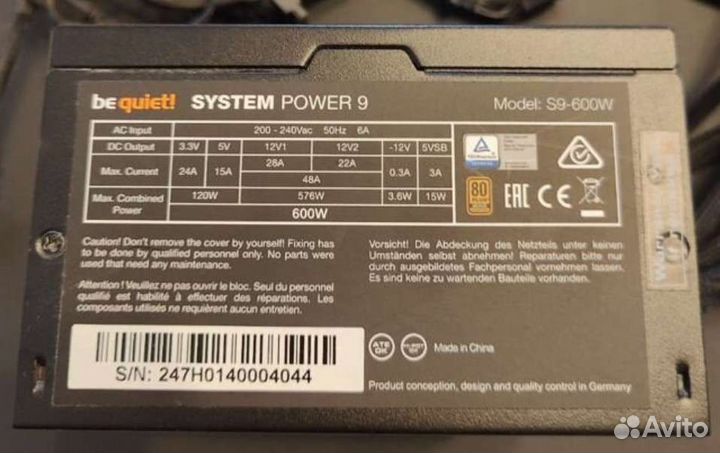 be quiet! SYSTEM POWER 9 Model: S9-600W
AC Input 200 - 240Vac 50Hz 6A
DC Output 3.3V 5V 12V1 12V2 -12V 5VSB
Max. Current 24A 15A 28A 22A 0.3A 3A
48A
Max. Combined Power 120W 576W 3.6W 15W
600W
80
EAC CE
Caution! Don't remove the cover by yourself! Fixing has
to be done by qualified personnel only. No parts were
used that need any maintenance.
Attention ! Veuillez ne pas ouvrir le bloc. Seul du personnel
qualifié est habilité à effectuer des réparations. Les
composants utilisés ne requièrent aucun entretien.
Vorsicht! Die Abdeckung des Netzteils unter keinen
Umständen selbst abnehmen! Reparaturen bitte nur
durch ausgebildetes Fachpersonal vornehmen lassen.
Es sind keine zu wartenden Bauteile vorhanden.
S/N: 247H0140004044
ATE OK
Made in China
Product conception, design and quality control in Germany
Avito